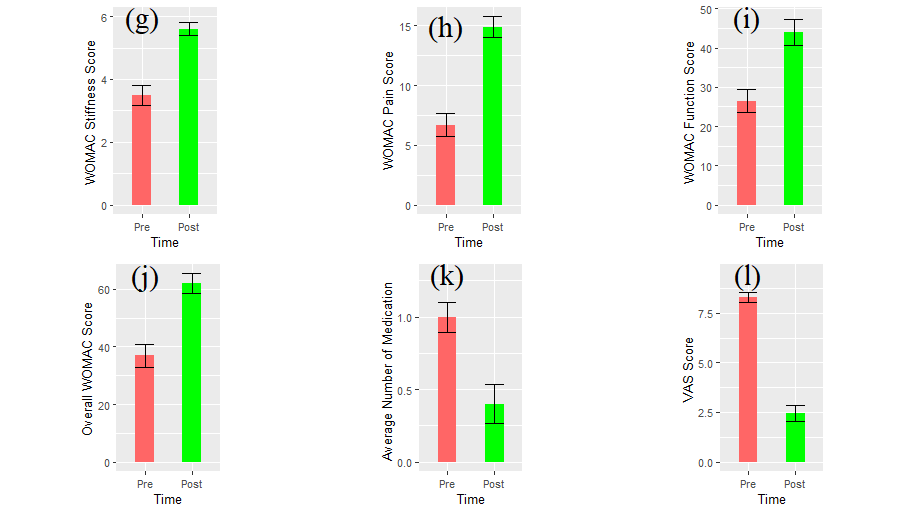 (g)
WOMAC Stiffness Score
6
4
2
0
Pre Post
Time
(h)
WOMAC Pain Score
15
10
5
0
Pre Post
Time
(i)
WOMAC Function Score
50
40
30
20
10
0
Pre Post
Time
(j)
Overall WOMAC Score
60
40
20
0
Pre Post
Time
(k)
Average Number of Medication
1.0
0.5
0.0
Pre Post
Time
(l)
VAS Score
7.5
5.0
2.5
0.0
Pre Post
Time